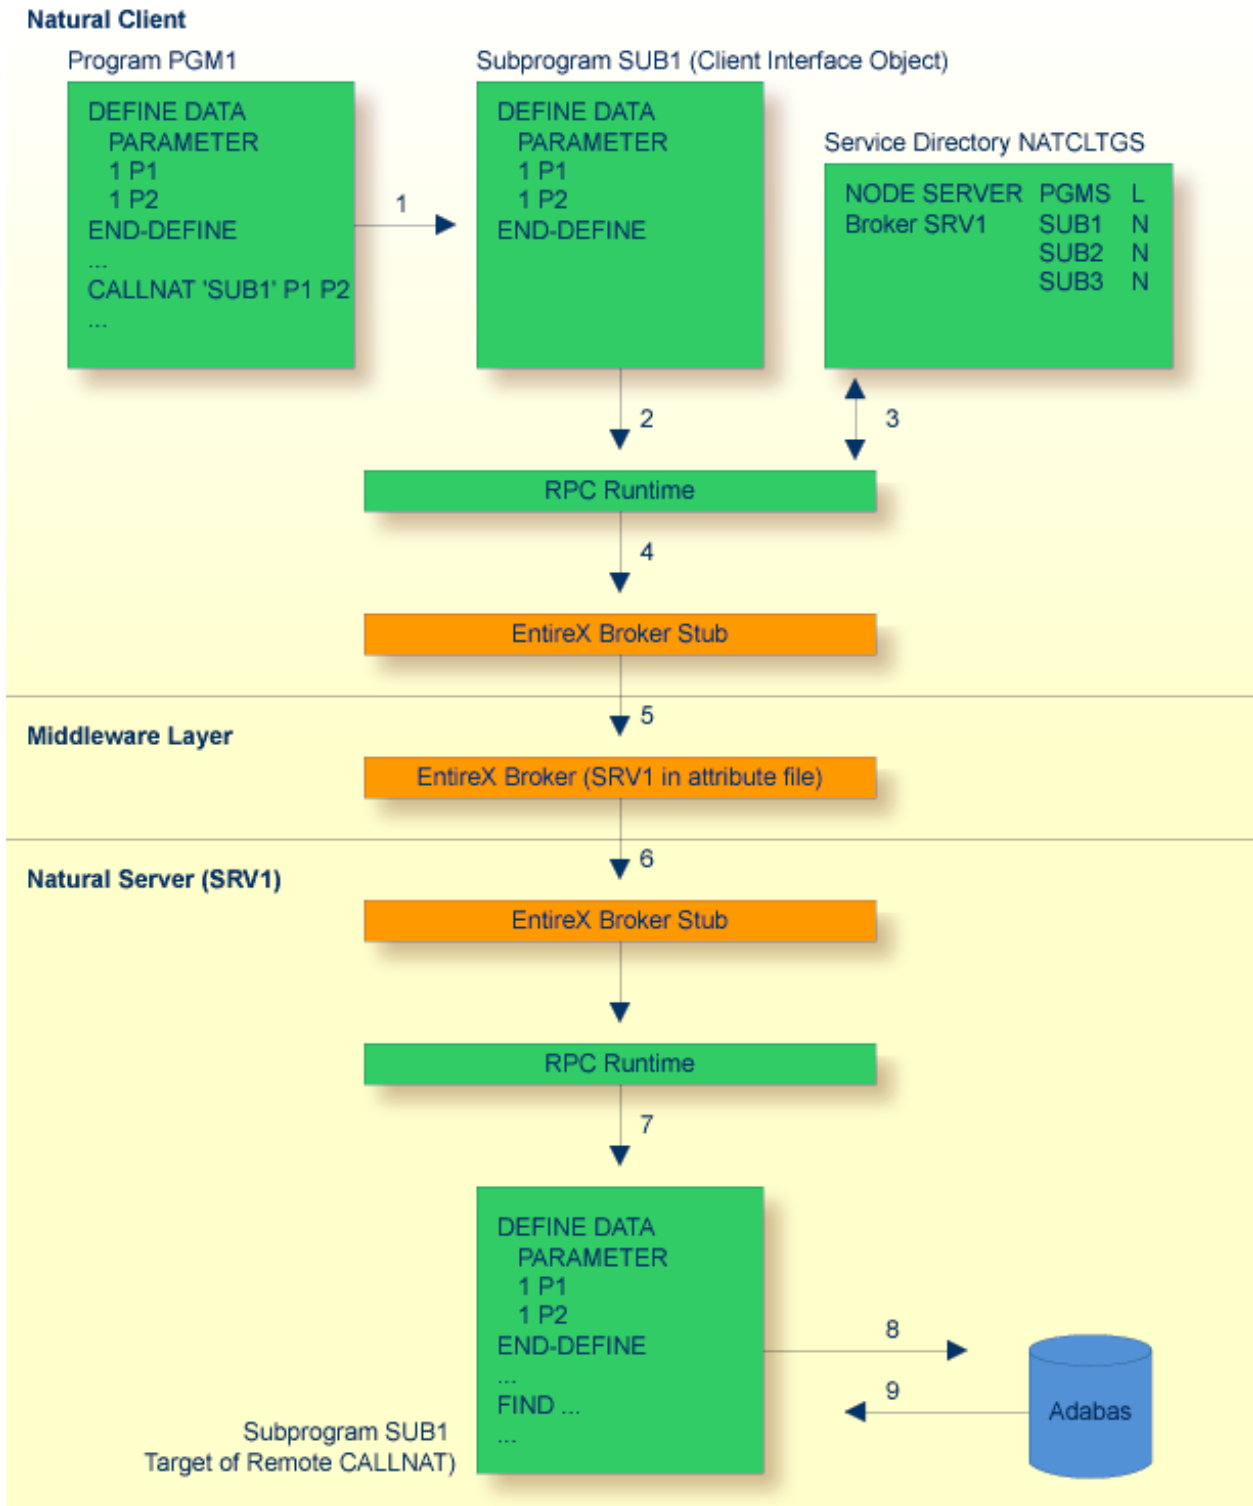 Natural Client
Program PGM1
DEFINE DATA
PARAMETER
1 P1
1 P2
END-DEFINE
...
CALLNAT 'SUB1' P1 P2
...
1
Subprogram SUB1 (Client Interface Object)
DEFINE DATA
PARAMETER
1 P1
1 P2
END-DEFINE
Service Directory NATCLTGS
NODE SERVER PGMS L
Broker SRV1 SUB1 N
SUB2 N
SUB3 N
2
3
RPC Runtime
4
EntireX Broker Stub
5
Middleware Layer
EntireX Broker (SRV1 in attribute file)
6
Natural Server (SRV1)
EntireX Broker Stub
RPC Runtime
7
DEFINE DATA
PARAMETER
1 P1
1 P2
END-DEFINE
...
FIND ...
...
Subprogram SUB1
Target of Remote CALLNAT)
8
9
Adabas